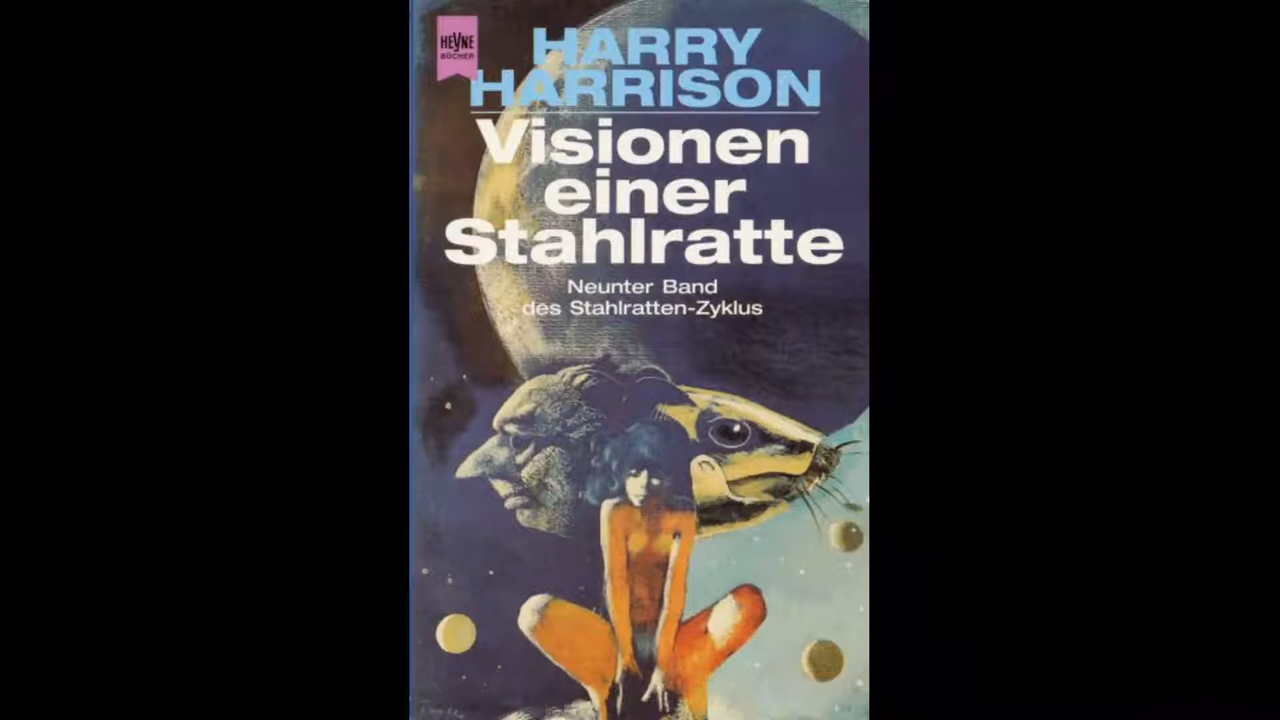 HEYNE
BÜCHER
HARRY
HARRISON
Visionen
einer
Stahlratte
Neunter Band
des Stahlratten-Zyklus